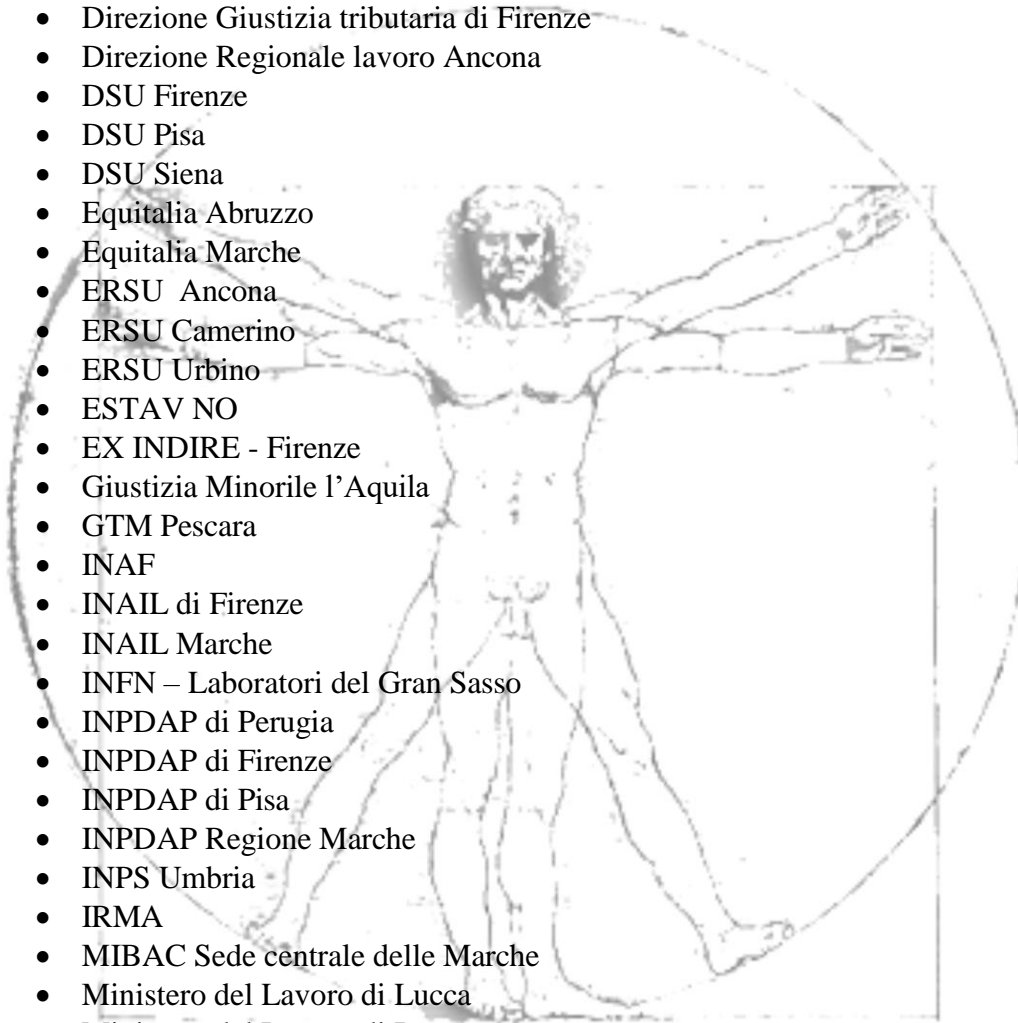 • Direzione Giustizia tributaria di Firenze
• Direzione Regionale lavoro Ancona
• DSU Firenze
• DSU Pisa
• DSU Siena
• Equitalia Abruzzo
• Equitalia Marche
• ERSU  Ancona
• ERSU Camerino
• ERSU Urbino
• ESTAV NO
• EX INDIRE - Firenze
• Giustizia Minorile l’Aquila
• GTM Pescara
• INAF
• INAIL di Firenze
• INAIL Marche
• INFN – Laboratori del Gran Sasso
• INPDAP di Perugia
• INPDAP di Firenze
• INPDAP di Pisa
• INPDAP Regione Marche
• INPS Umbria
• IRMA
• MIBAC Sede centrale delle Marche
• Ministero del Lavoro di Lucca